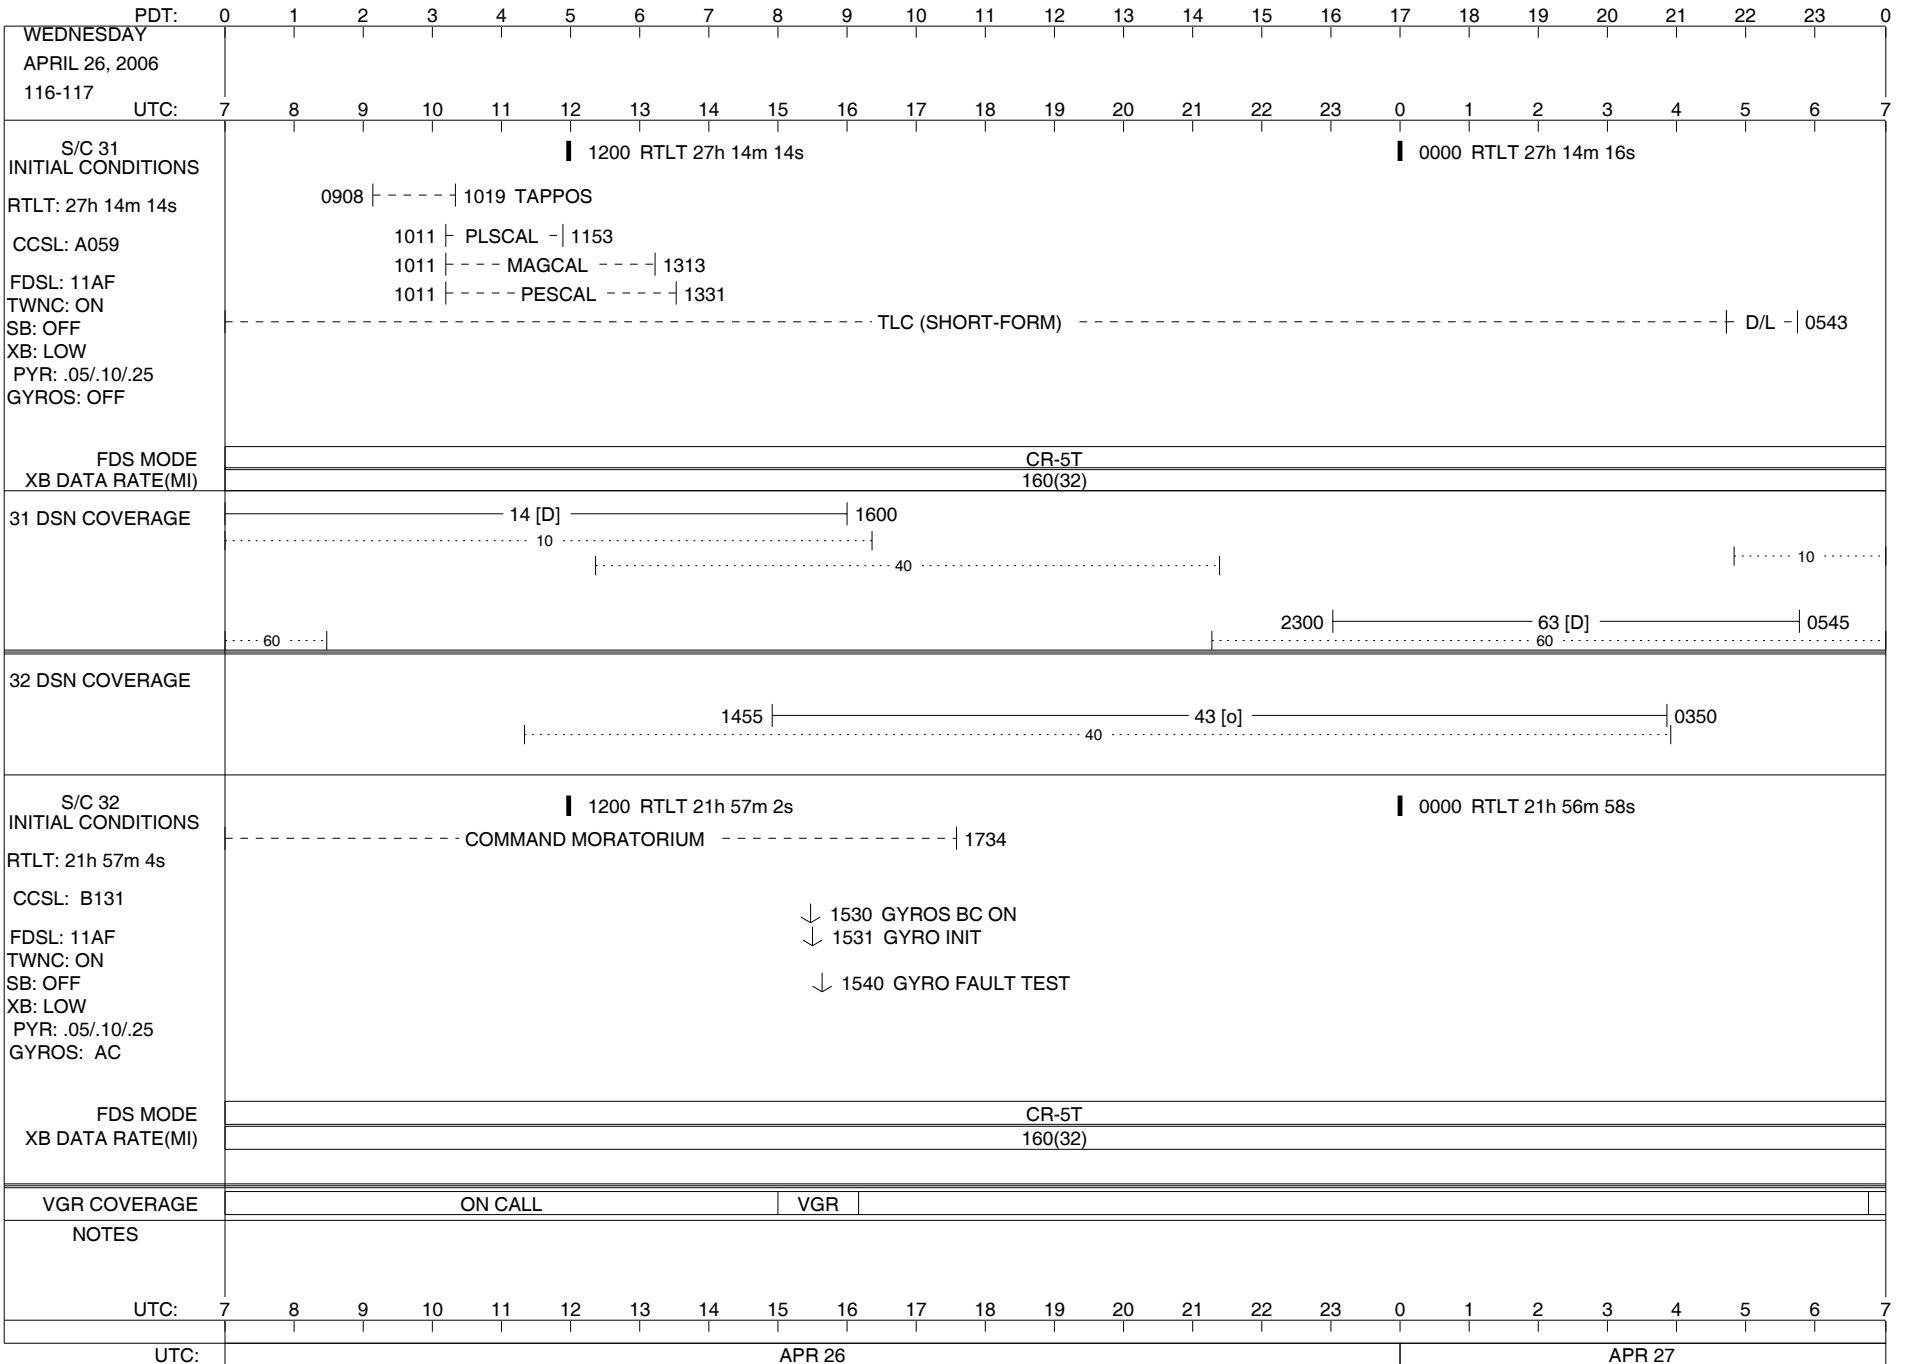 PDT: 0 1 2 3 4 5 6 7 8 9 10 11 12 13 14 15 16 17 18 19 20 21 22 23 0
WEDNESDAY
APRIL 26, 2006
116-117
UTC: 7 8 9 10 11 12 13 14 15 16 17 18 19 20 21 22 23 0 1 2 3 4 5 6 7
S/C 31
INITIAL CONDITIONS
1200 RTLT 27h 14m 14s
0000 RTLT 27h 14m 16s
0908 1019 TAPPOS
RTLT: 27h 14m 14s
1011 PLSCAL 1153
CCSL: A059
1011 MAGCAL 1313
FDSL: 11AF
1011 PESCAL 1331
TWNC: ON
TLC (SHORT-FORM) D/L 0543
SB: OFF
XB: LOW
PYR: .05/.10/.25
GYROS: OFF
FDS MODE CR-5T
XB DATA RATE(MI) 160(32)
31 DSN COVERAGE 14 [D] 1600
10
10
40
2300 63 [D] 0545
60 60
32 DSN COVERAGE
1455 43 [o] 0350
40
S/C 32
INITIAL CONDITIONS
1200 RTLT 21h 57m 2s
0000 RTLT 21h 56m 58s
COMMAND MORATORIUM 1734
RTLT: 21h 57m 4s
CCSL: B131
1530 GYROS BC ON
FDSL: 11AF
1531 GYRO INIT
TWNC: ON
SB: OFF
1540 GYRO FAULT TEST
XB: LOW
PYR: .05/.10/.25
GYROS: AC
FDS MODE CR-5T
XB DATA RATE(MI) 160(32)
VGR COVERAGE ON CALL VGR
NOTES
UTC: 7 8 9 10 11 12 13 14 15 16 17 18 19 20 21 22 23 0 1 2 3 4 5 6 7
UTC: APR 26 APR 27